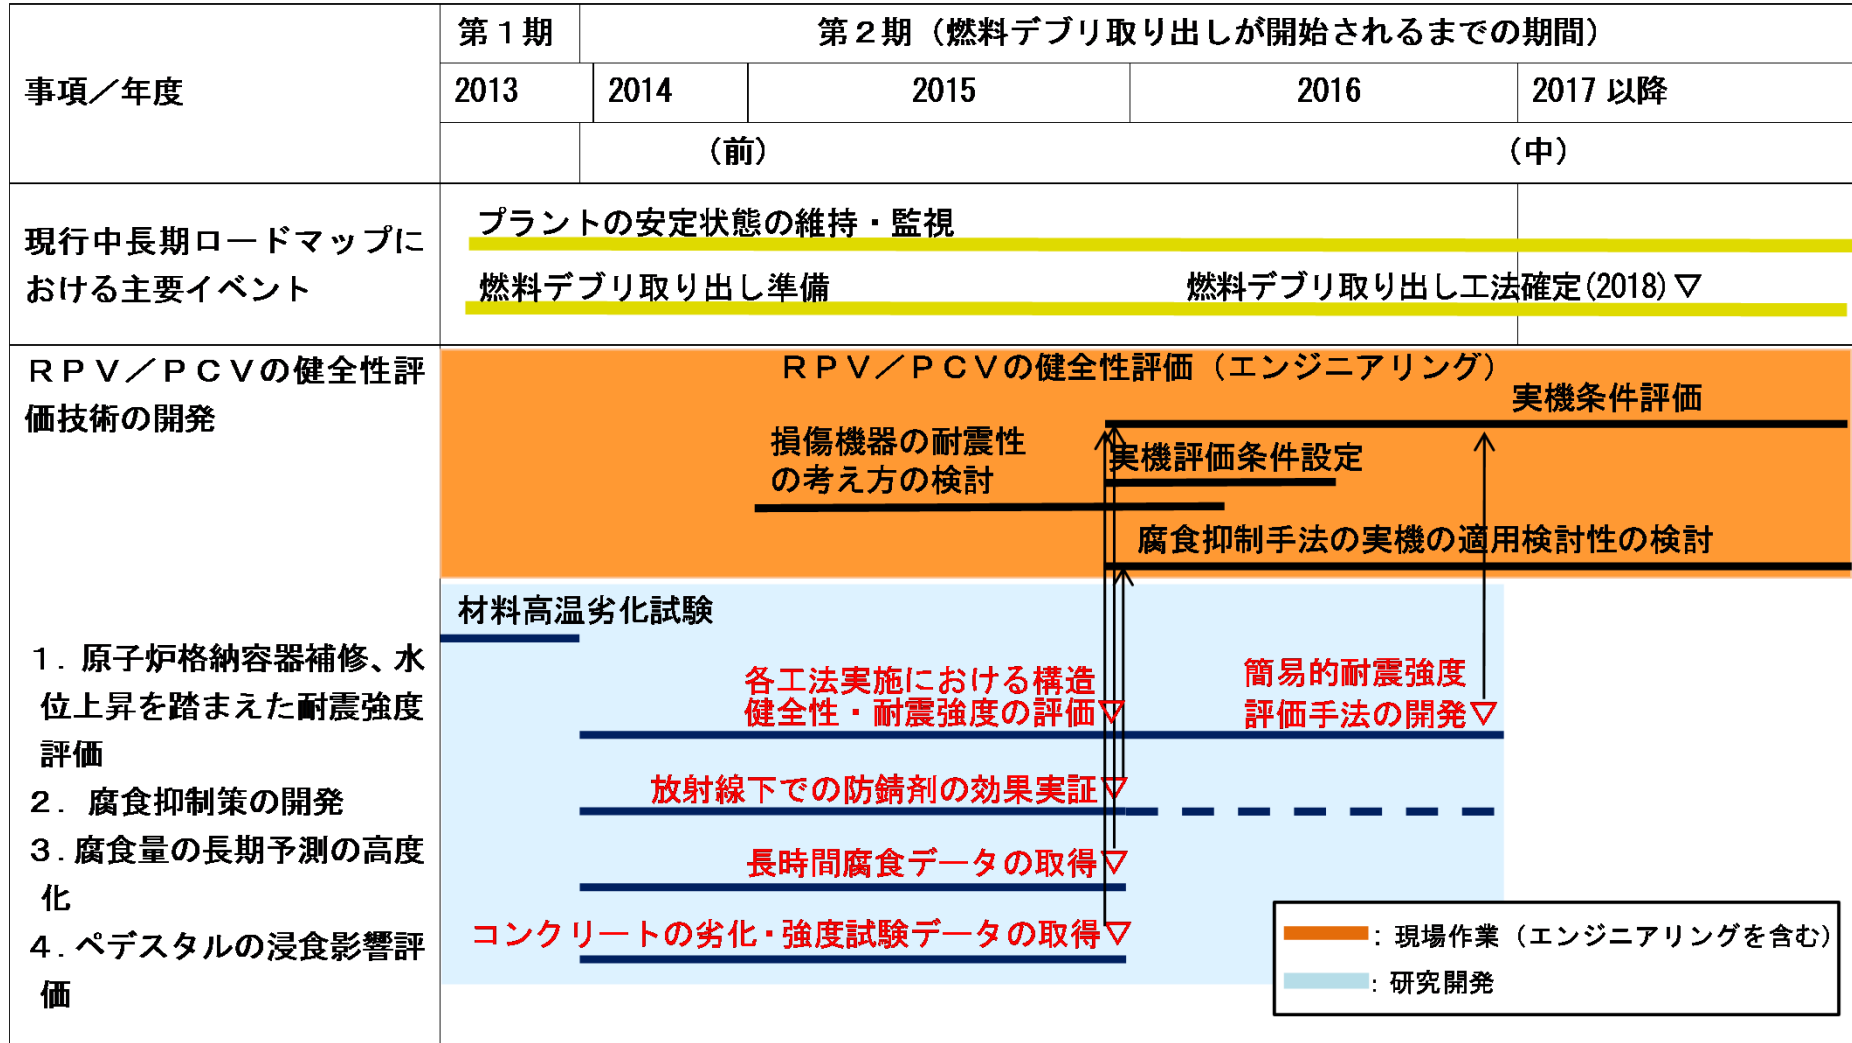 第１期
第２期（燃料デブリ取り出しが開始されるまでの期間）
事項／年度
2013
2014
2015
2016
2017 以降
（前）
（中）
現行中長期ロードマップに
おける主要イベント
プラントの安定状態の維持・監視
燃料デブリ取り出し準備
燃料デブリ取り出し工法確定(2018)▽
ＲＰＶ／ＰＣＶの健全性評
価技術の開発
ＲＰＶ／ＰＣＶの健全性評価（エンジニアリング）
実機条件評価
損傷機器の耐震性
の考え方の検討
実機評価条件設定
腐食抑制手法の実機の適用検討性の検討
材料高温劣化試験
１. 原子炉格納容器補修、水
位上昇を踏まえた耐震強度
評価
２. 腐食抑制策の開発
３. 腐食量の長期予測の高度
化
４. ペデスタルの浸食影響評
価
各工法実施における構造
健全性・耐震強度の評価▽
簡易的耐震強度
評価手法の開発▽
放射線下での防錆剤の効果実証▽
長時間腐食データの取得▽
コンクリートの劣化・強度試験データの取得▽
：現場作業（エンジニアリングを含む）
：研究開発